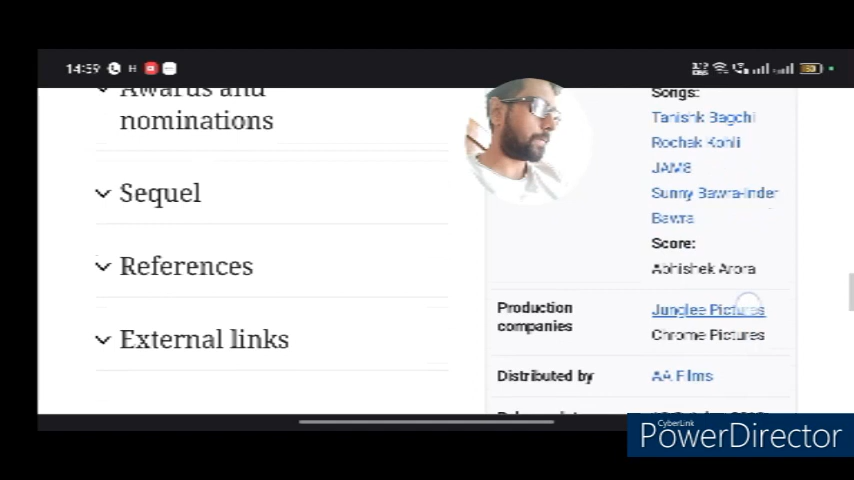 14:59
Awards and
nominations
Sequel
References
External links
Songs:
Tanishk Bagchi
Rochak Kohli
JAM8
Sunny Bawra-Inder
Bawra
Score:
Abhishek Arora
Production
companies
Junglee Pictures
Chrome Pictures
Distributed by
AA Films
CyberLink
PowerDirector